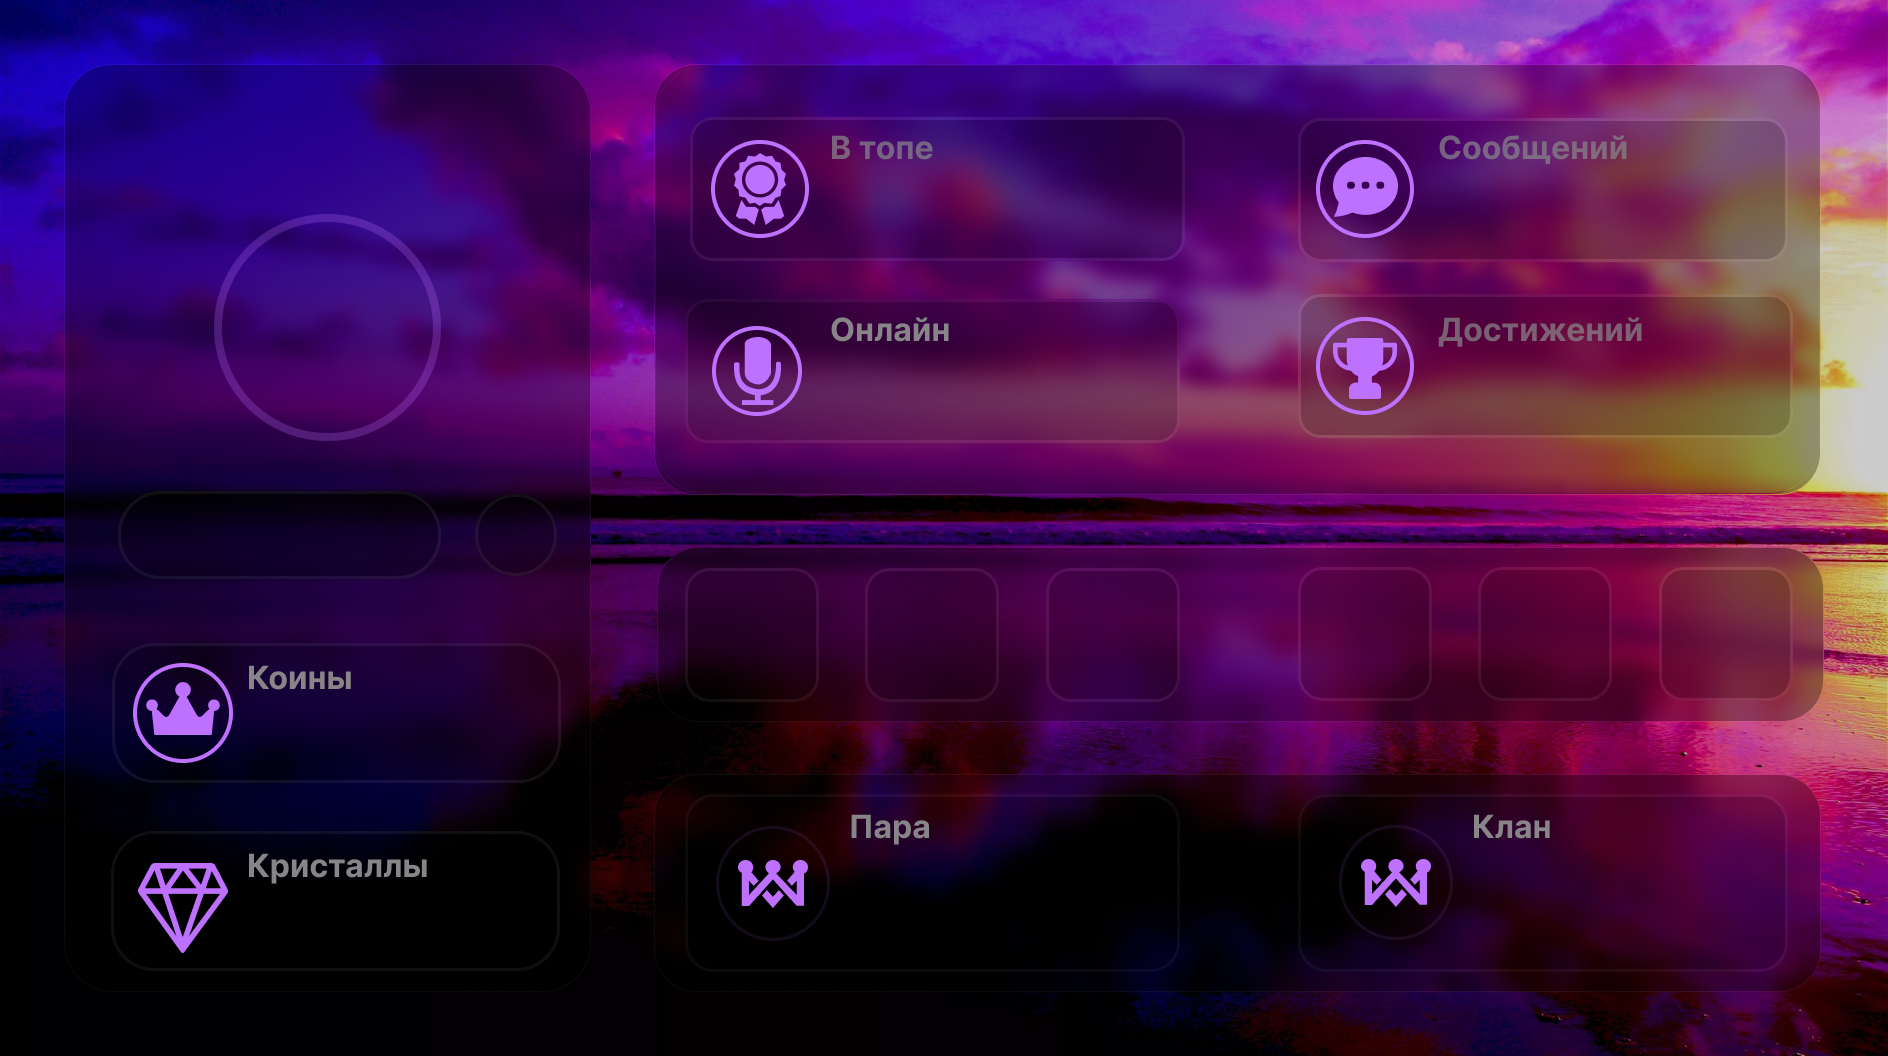 В топе
Сообщений
Онлайн
Достижений
Коины
Кристаллы
Пара
Клан